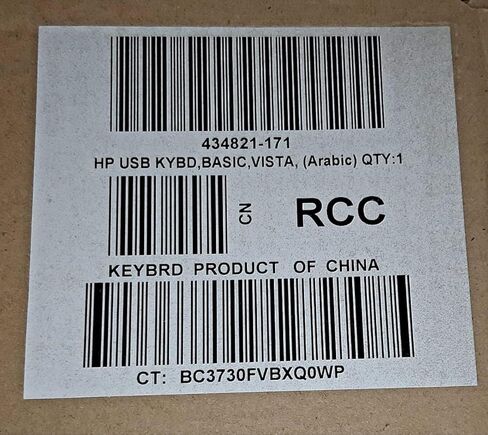 434821-171
HP USB KYBD,BASIC,VISTA, (Arabic) QTY:1
CN
RCC
KEYBRD PRODUCT OF CHINA
CT: BC3730FVBXQ0WP